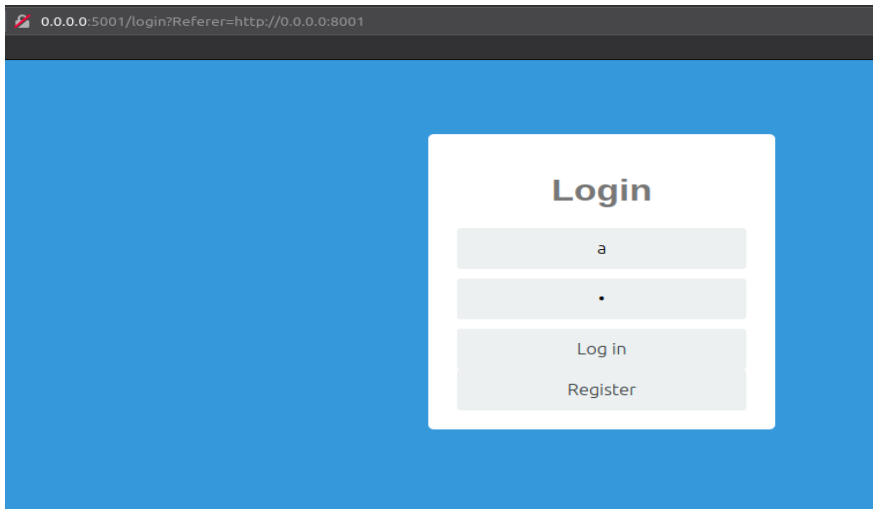 0.0.0.0:5001/login?Referer=http://0.0.0.0:8001
Login
a
•
Log in
Register